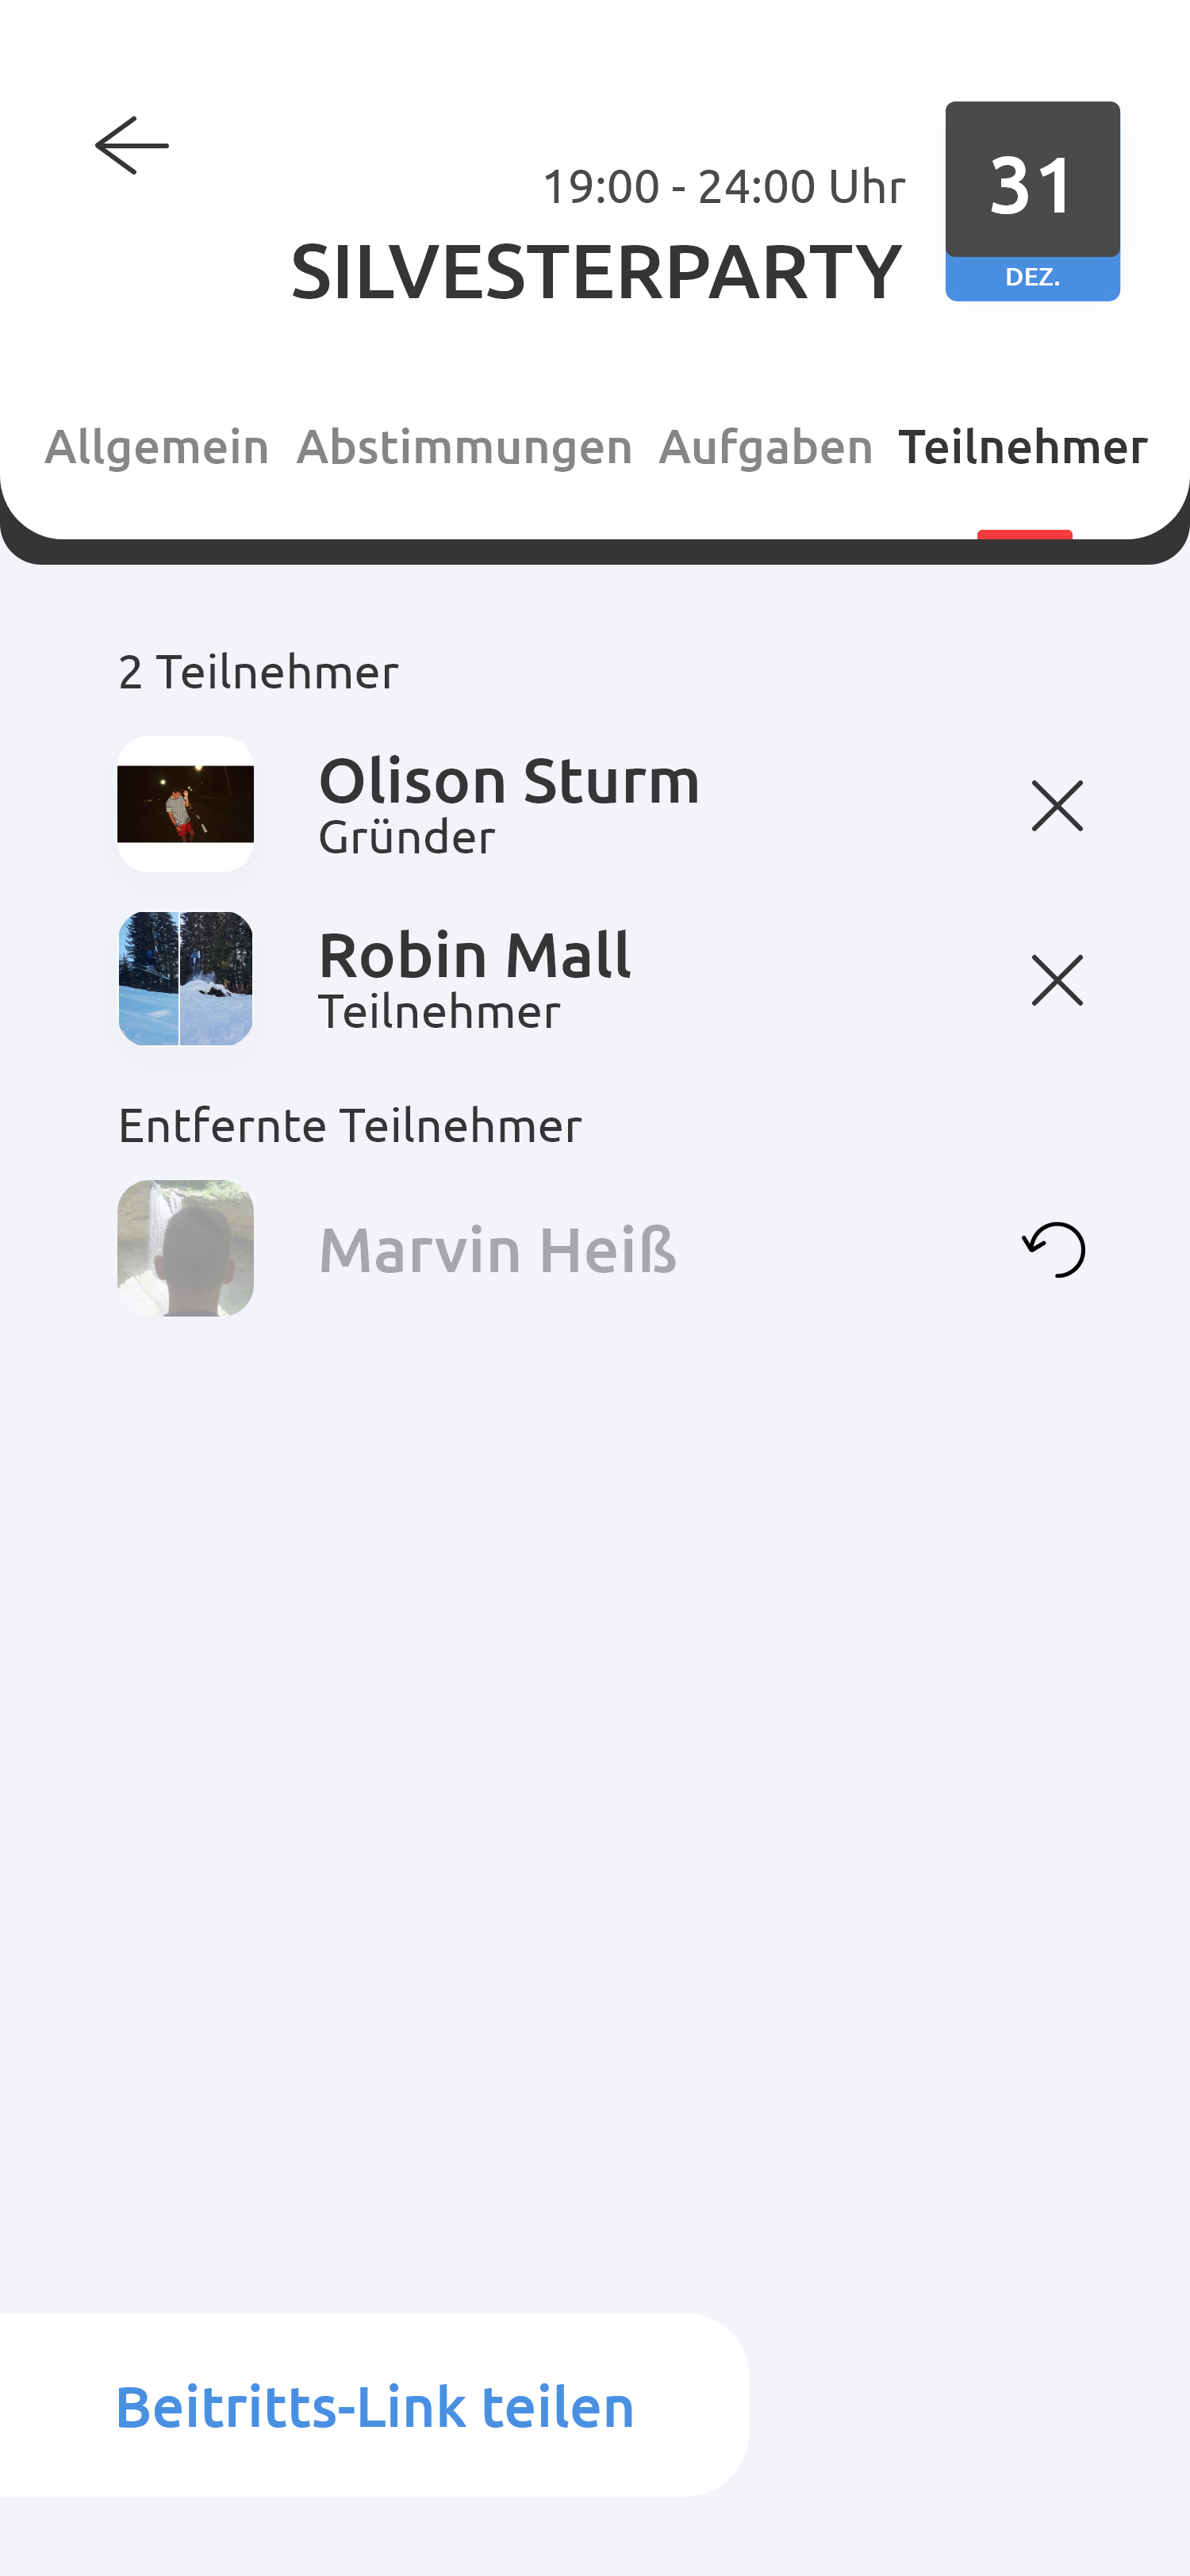 19:00 - 24:00 Uhr
SILVESTERPARTY
31
DEZ.
Allgemein Abstimmungen Aufgaben Teilnehmer
2 Teilnehmer
Olison Sturm
Gründer
Robin Mall
Teilnehmer
Entfernte Teilnehmer
Marvin Heiß
Beitritts-Link teilen